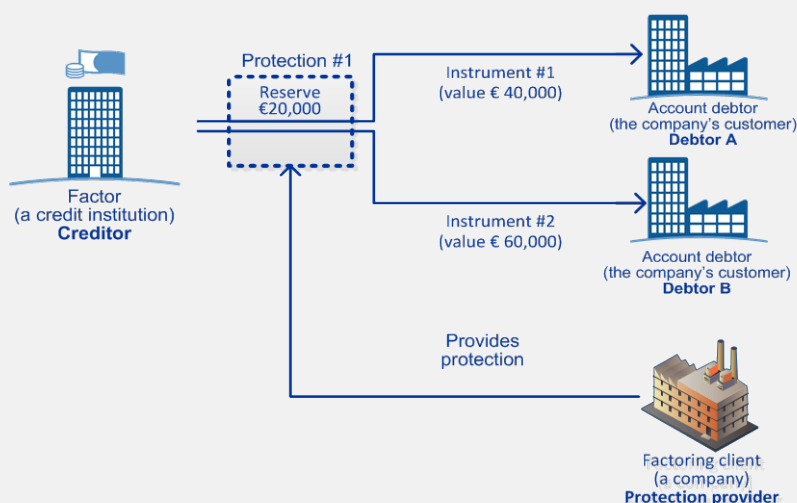 Protection #1
Reserve
€20,000
Instrument #1
(value € 40,000)
Account debtor
(the company's customer)
Debtor A
Factor
(a credit institution)
Creditor
Instrument #2
(value € 60,000)
Account debtor
(the company's customer)
Debtor B
Provides
protection
Factoring client
(a company)
Protection provider